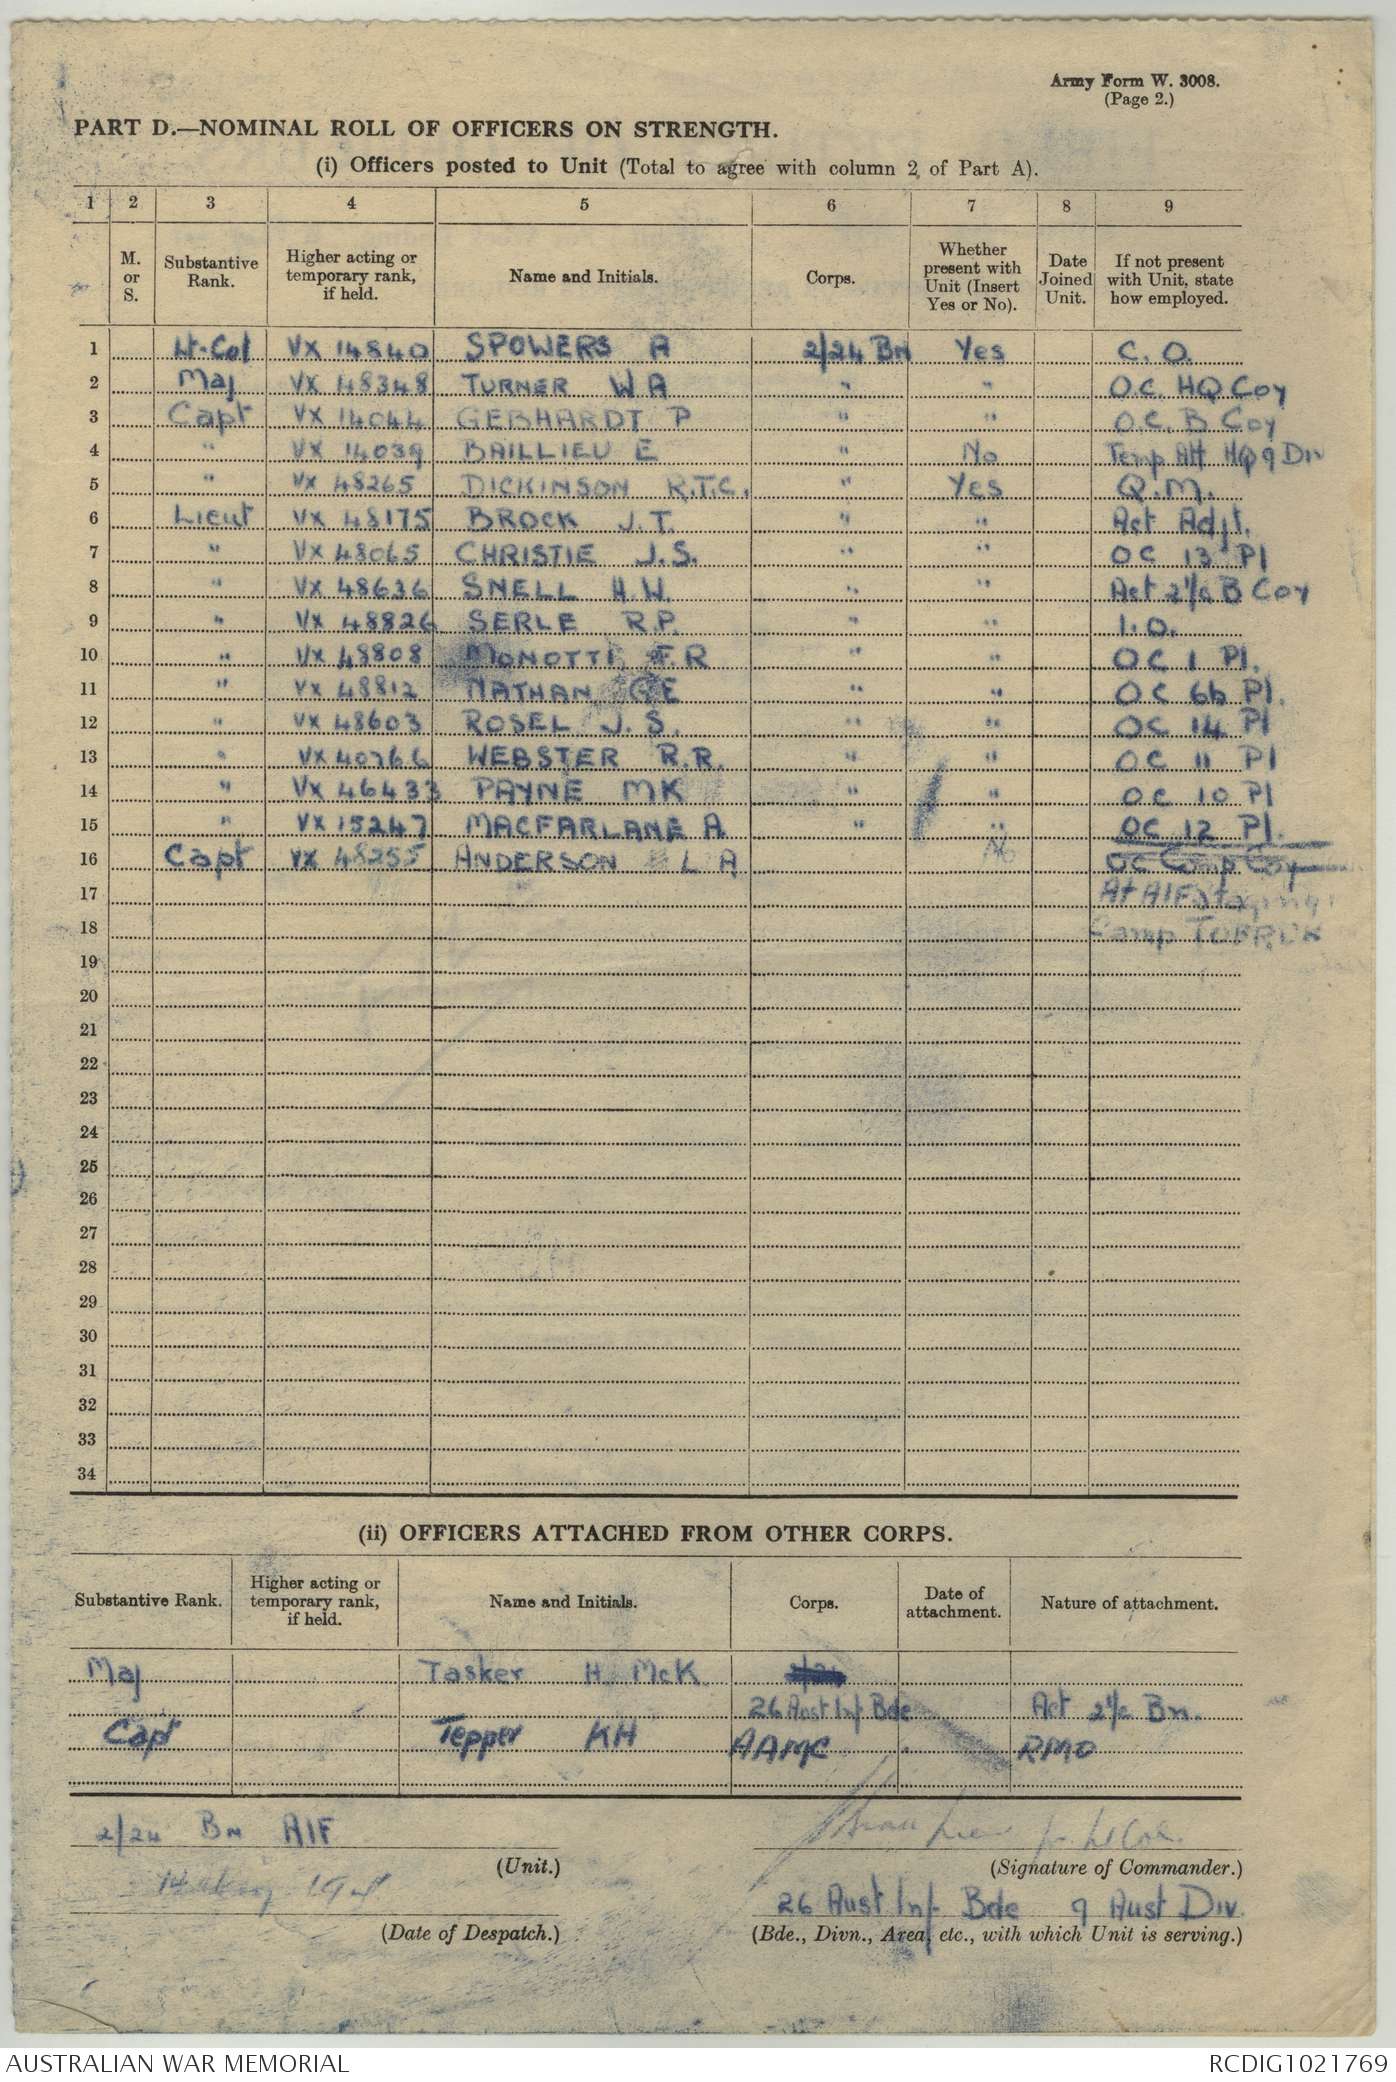 Army Form W. 3008.
(Page 2.)
PART D.—NOMINAL ROLL OF OFFICERS ON STRENGTH.
(i) Officers posted to Unit (Total to agree with column 2 of Part A).
1 2 3 4 5 6 7 8 9
M. or S. Substantive Rank. Higher acting or temporary rank, if held. Name and Initials. Corps. Whether present with Unit (Insert Yes or No). Date Joined Unit. If not present with Unit, state how employed.
1 Lt-Col VX 14840 SPOWERS A 2/24 Bn Yes C. O.
2 Maj VX 48348 TURNER W A " " O.C. HQ Coy
3 Capt VX 14044 GEBHARDT P " " O.C. B Coy
4 " VX 14039 BAILLIEU E " No Temp Att HQ 9 Div
5 " VX 48265 DICKINSON R.T.C. " Yes Q.M.
6 Lieut VX 48175 BROCK J.T. " " Act Adjt.
7 " VX 48065 CHRISTIE J.S. " " OC 13 Pl
8 " VX 48636 SNELL H.W. " " Act 2i/c B Coy
9 " VX 48826 SERLE R.P. " " I.O.
10 " VX 48808 MONOTTI F.R " " OC 1 Pl.
11 " VX 48812 NATHAN G E " " OC 6b Pl.
12 " VX 48603 ROSEL J.S. " " OC 14 Pl
13 " VX 40766 WEBSTER R.R. " " OC 11 Pl
14 " VX 46433 PAYNE MK " " OC 10 Pl
15 " VX 15247 MACFARLANE A " " OC 12 Pl.
16 Capt VX 48255 ANDERSON L A No OC Comp Coy
17 At AIF Staging
18 Camp TOBRUK
19
20
21
22
23
24
25
26
27
28
29
30
31
32
33
34
(ii) OFFICERS ATTACHED FROM OTHER CORPS.
Substantive Rank. Higher acting or temporary rank, if held. Name and Initials. Corps. Date of attachment. Nature of attachment.
Maj Tasker H McK 2/24
26 Aust Inf Bde Act 2i/c Bn.
Capt Tepper KH AAMC RMO
2/24 Bn AIF for Lt Col.
(Unit.) (Signature of Commander.)
26 Aust Inf Bde 9 Aust Div.
(Date of Despatch.) (Bde., Divn., Area, etc., with which Unit is serving.)
AUSTRALIAN WAR MEMORIAL RCDIG1021769